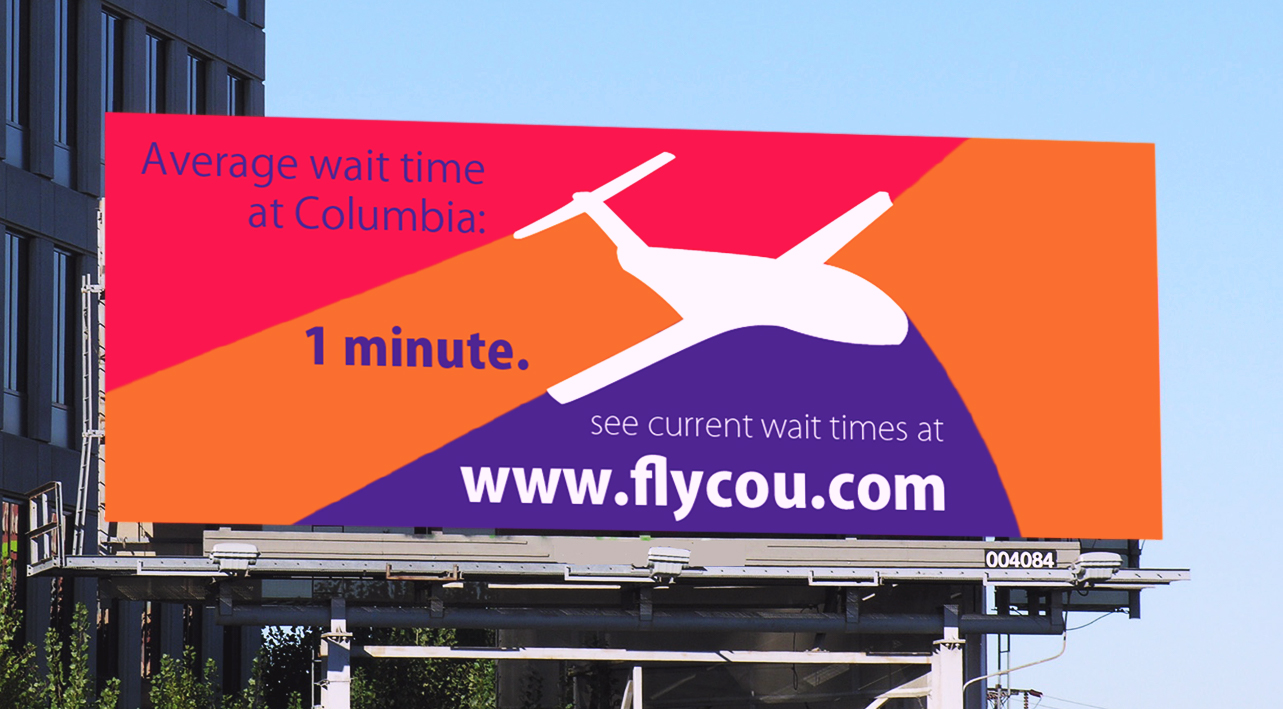 Average wait time
at Columbia:
1 minute.
see current wait times at
www.flycou.com
004084